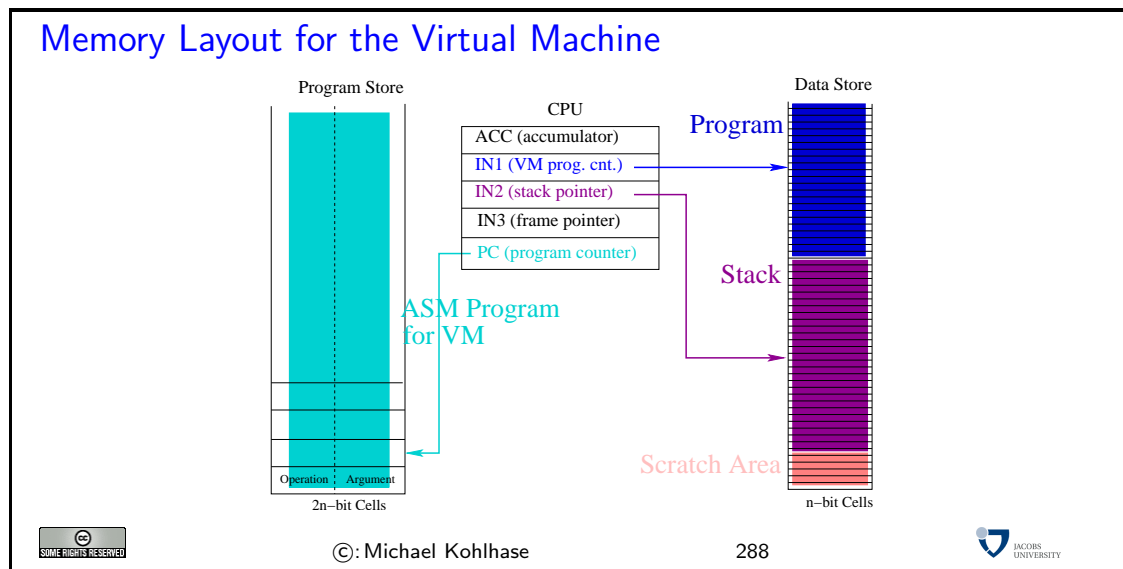 Memory Layout for the Virtual Machine
Program Store
CPU
Data Store
ACC (accumulator)
IN1 (VM prog. cnt.)
IN2 (stack pointer)
IN3 (frame pointer)
PC (program counter)
Program
Stack
ASM Program
for VM
Scratch Area
Operation
Argument
2n−bit Cells
n−bit Cells
cc
SOME RIGHTS RESERVED
©: Michael Kohlhase
288
JACOBS
UNIVERSITY